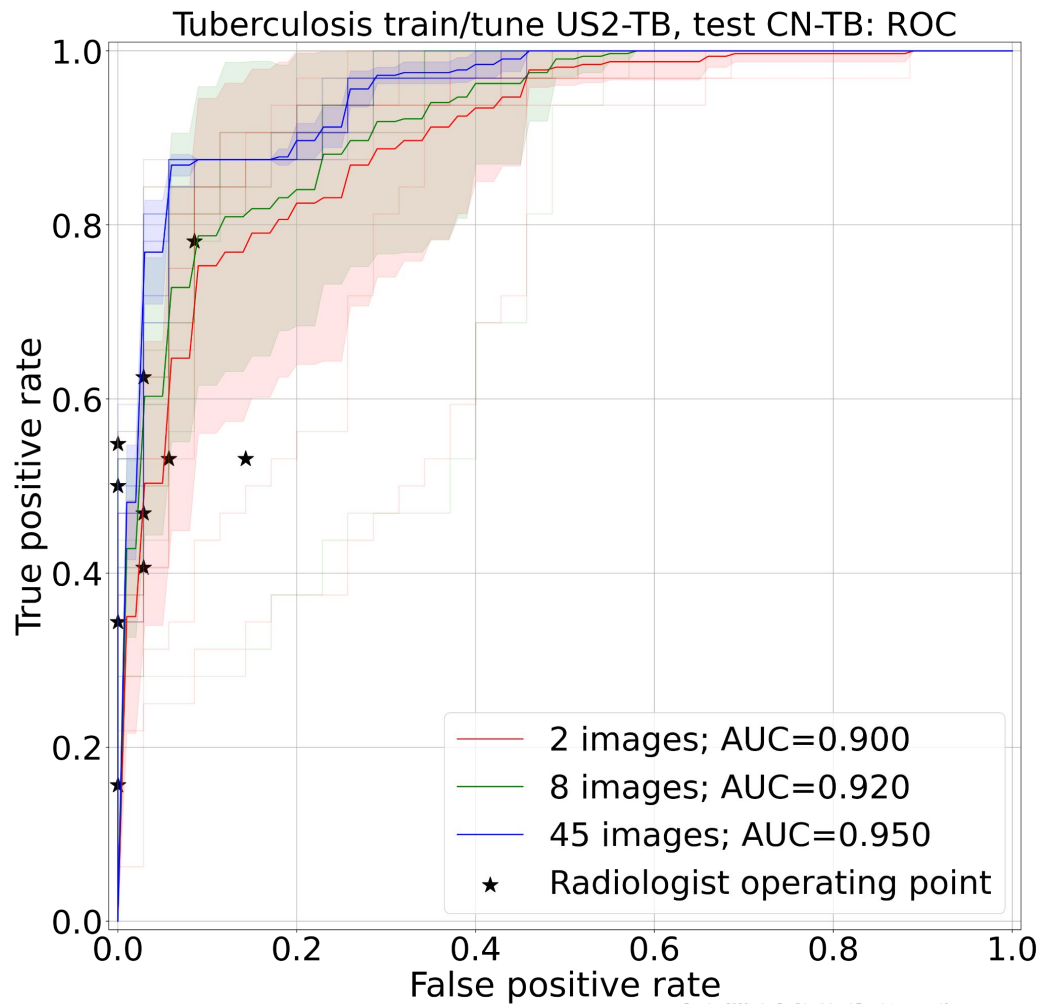 Tuberculosis train/tune US2-TB, test CN-TB: ROC
True positive rate
1.0
0.8
0.6
0.4
0.2
0.0
2 images; AUC=0.900
8 images; AUC=0.920
45 images; AUC=0.950
Radiologist operating point
0.0 0.2 0.4 0.6 0.8 1.0
False positive rate